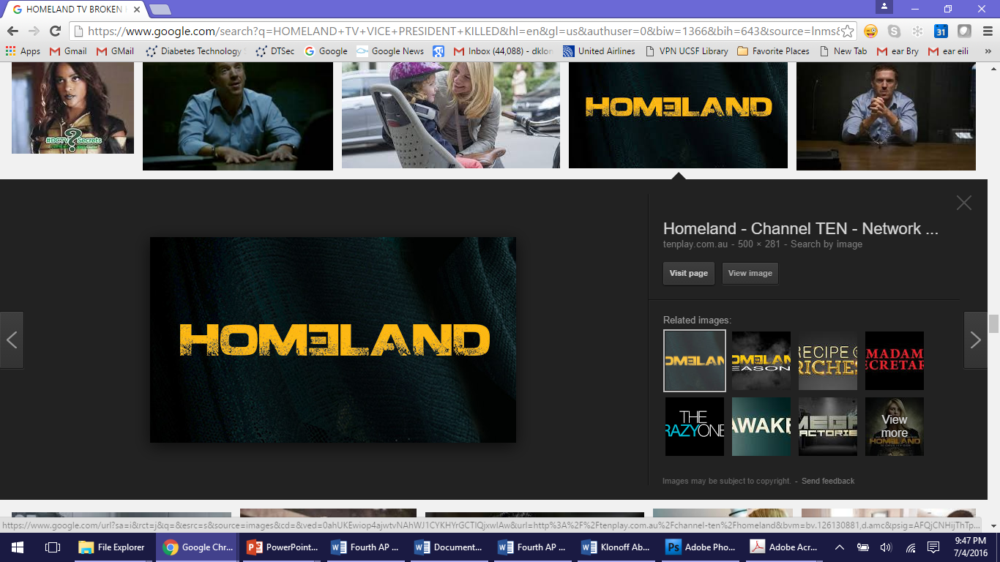 HOMELAND TV BROKEN
https://www.google.com/search?q=HOMELAND+TV+VICE+PRESIDENT+KILLED&hl=en&gl=us&authuser=0&biw=1366&bih=643&source=lnms&
31
Apps Gmail GMail Diabetes Technology DTSec Google Google News Inbox (44,088) - dklon United Airlines VPN UCSF Library Favorite Places New Tab ear Bry ear eili »
#DCTV Secrets
?
HOMELAND
Homeland - Channel TEN - Network ...
tenplay.com.au - 500 × 281 - Search by image
Visit page View image
HOMELAND
Related images:
OMELAN OMELAN SEASON RECIPE RICHES MADAM ECRETAR
THE RAZYONE AWAKE MEGA ACTORIES View more HOMELAND
Images may be subject to copyright. - Send feedback
https://www.google.com/url?sa=i&rct=j&q=&esrc=s&source=images&cd=&ved=0ahUKEwiop4ajwtvNAhWJ1CYKHYrGCTIQjxwIAw&url=http%3A%2F%2Ftenplay.com.au%2Fchannel-ten%2Fhomeland&bvm=bv.126130881,d.amc&psig=AFQjCNHijThTp...
File Explorer Google Chr... PowerPoint... Fourth AP ... Document... Fourth AP ... Klonoff Ab... Adobe Pho... Adobe Acr...
9:47 PM
7/4/2016